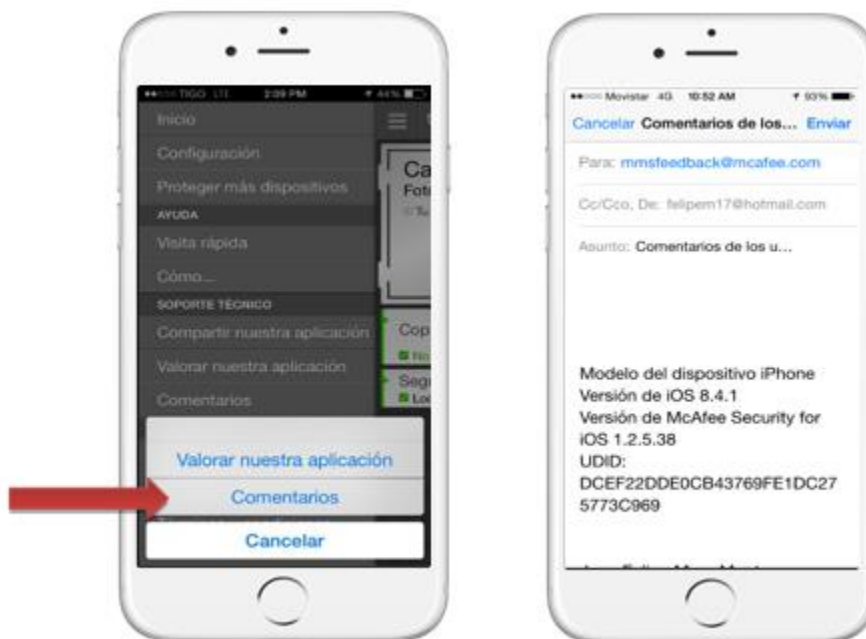 TIGO LTE 2:09 PM 44%
Inicio
Configuración
Proteger más dispositivos
AYUDA
Visita rápida
Cómo...
SOPORTE TÉCNICO
Compartir nuestra aplicación
Valorar nuestra aplicación
Comentarios
Ca
Foto
Cop
No
Segu
Loc
Valorar nuestra aplicación
Comentarios
Cancelar
Movistar 4G 10:52 AM 93%
Cancelar Comentarios de los... Enviar
Para: mmsfeedback@mcafee.com
Cc/Cco, De: felipem17@hotmail.com
Asunto: Comentarios de los u...
Modelo del dispositivo iPhone
Versión de iOS 8.4.1
Versión de McAfee Security for
iOS 1.2.5.38
UDID:
DCEF22DDE0CB43769FE1DC27
5773C969